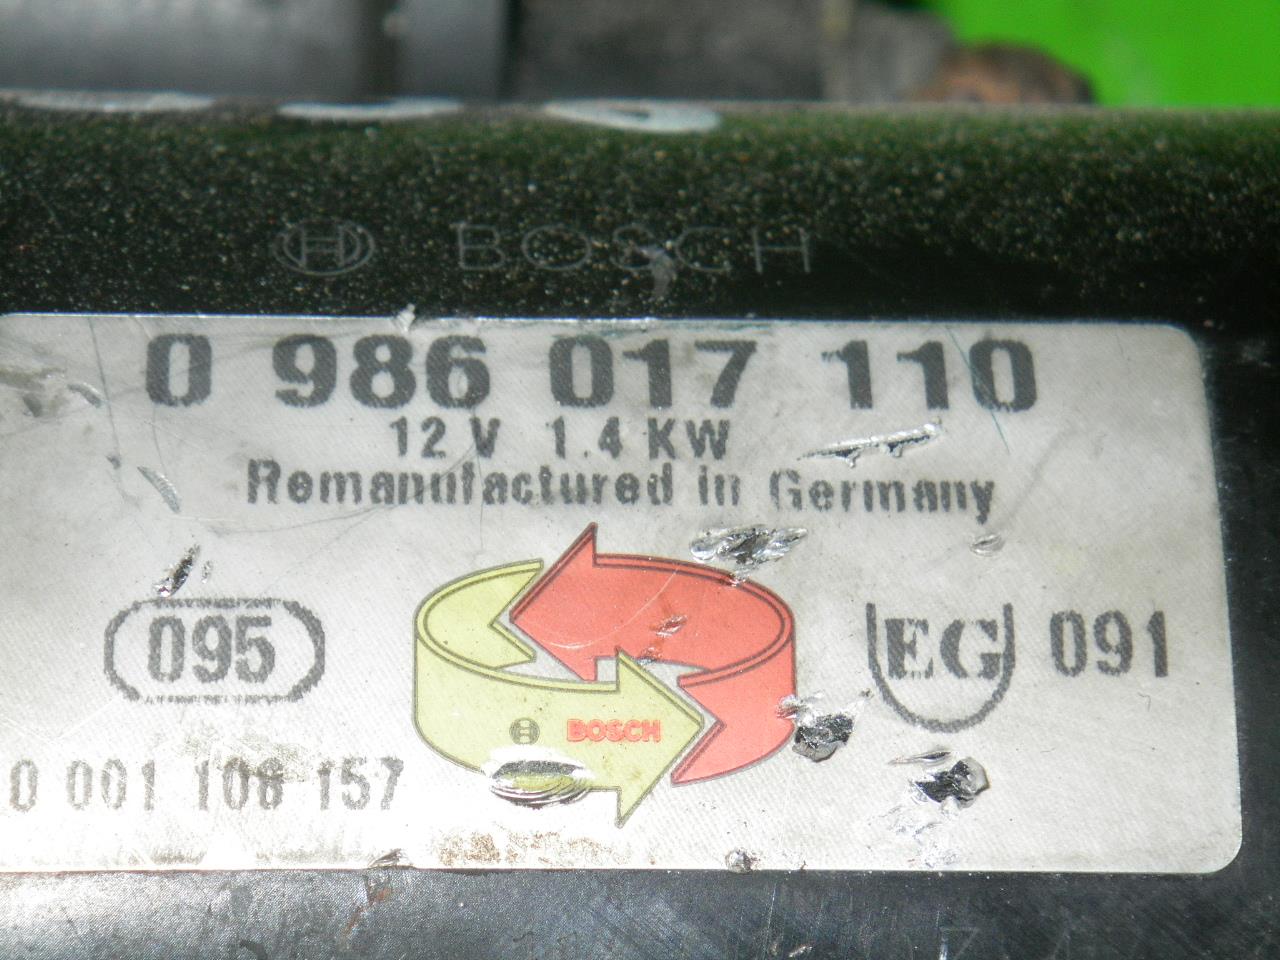 BOSCH
0 986 017 110
12 V 1.4 KW
Remanufactured in Germany
095
EG 091
BOSCH
0 001 108 157